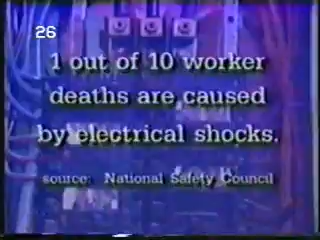 26
1 out of 10 worker
deaths are caused
by electrical shocks.
source: National Safety Council